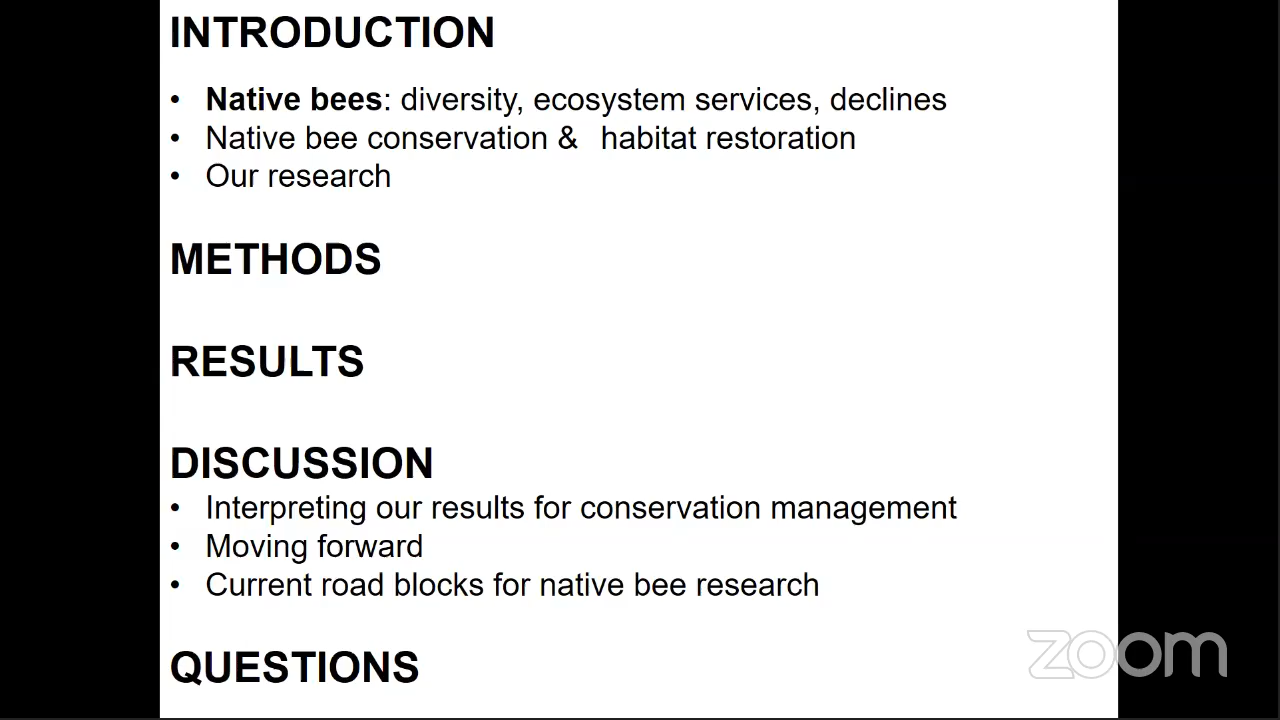 INTRODUCTION
• Native bees: diversity, ecosystem services, declines
• Native bee conservation & habitat restoration
• Our research
METHODS
RESULTS
DISCUSSION
• Interpreting our results for conservation management
• Moving forward
• Current road blocks for native bee research
QUESTIONS
zoom